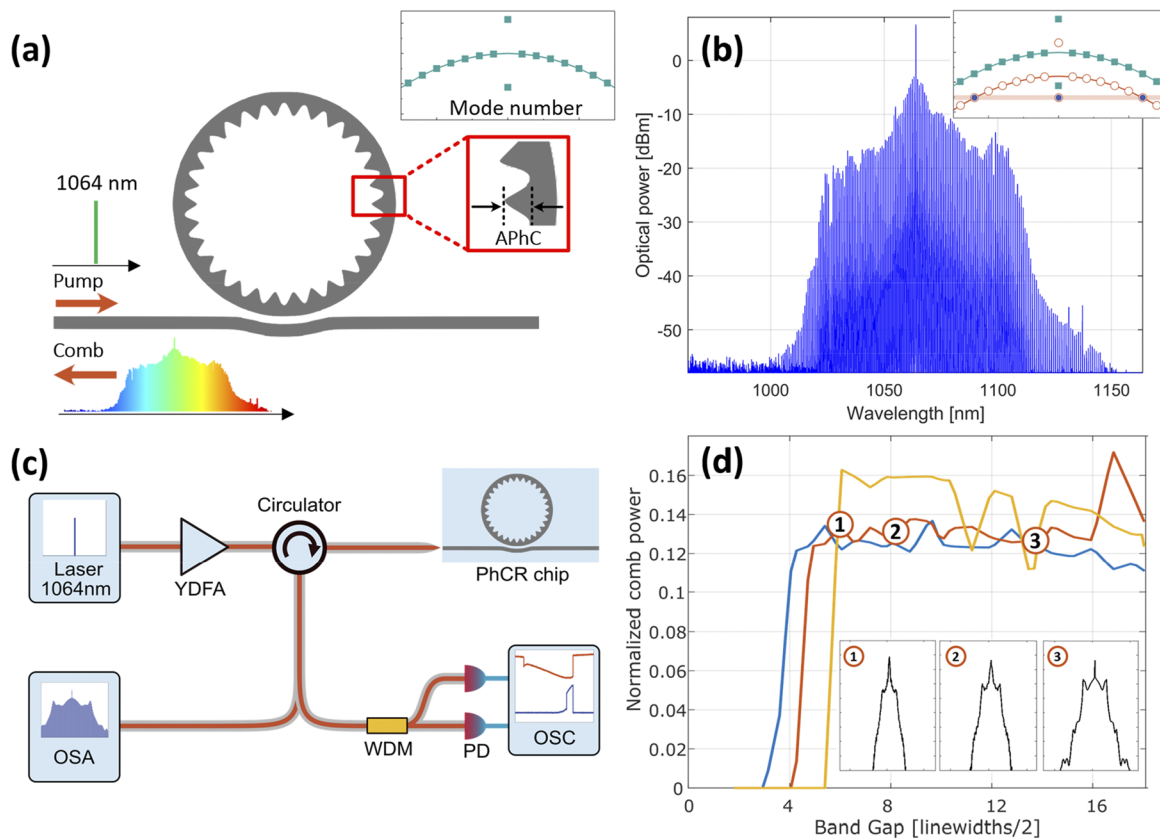 (a)
Mode number
1064 nm
APhC
Pump
Comb
(b)
Optical power [dBm]
0
-10
-20
-30
-40
-50
1000
1050
1100
1150
Wavelength [nm]
(c)
Laser
1064nm
YDFA
Circulator
PhCR chip
OSA
WDM
PD
OSC
(d)
Normalized comb power
0.16
0.14
0.12
0.1
0.08
0.06
0.04
0.02
0
1
2
3
1
2
3
0
4
8
12
16
Band Gap [linewidths/2]